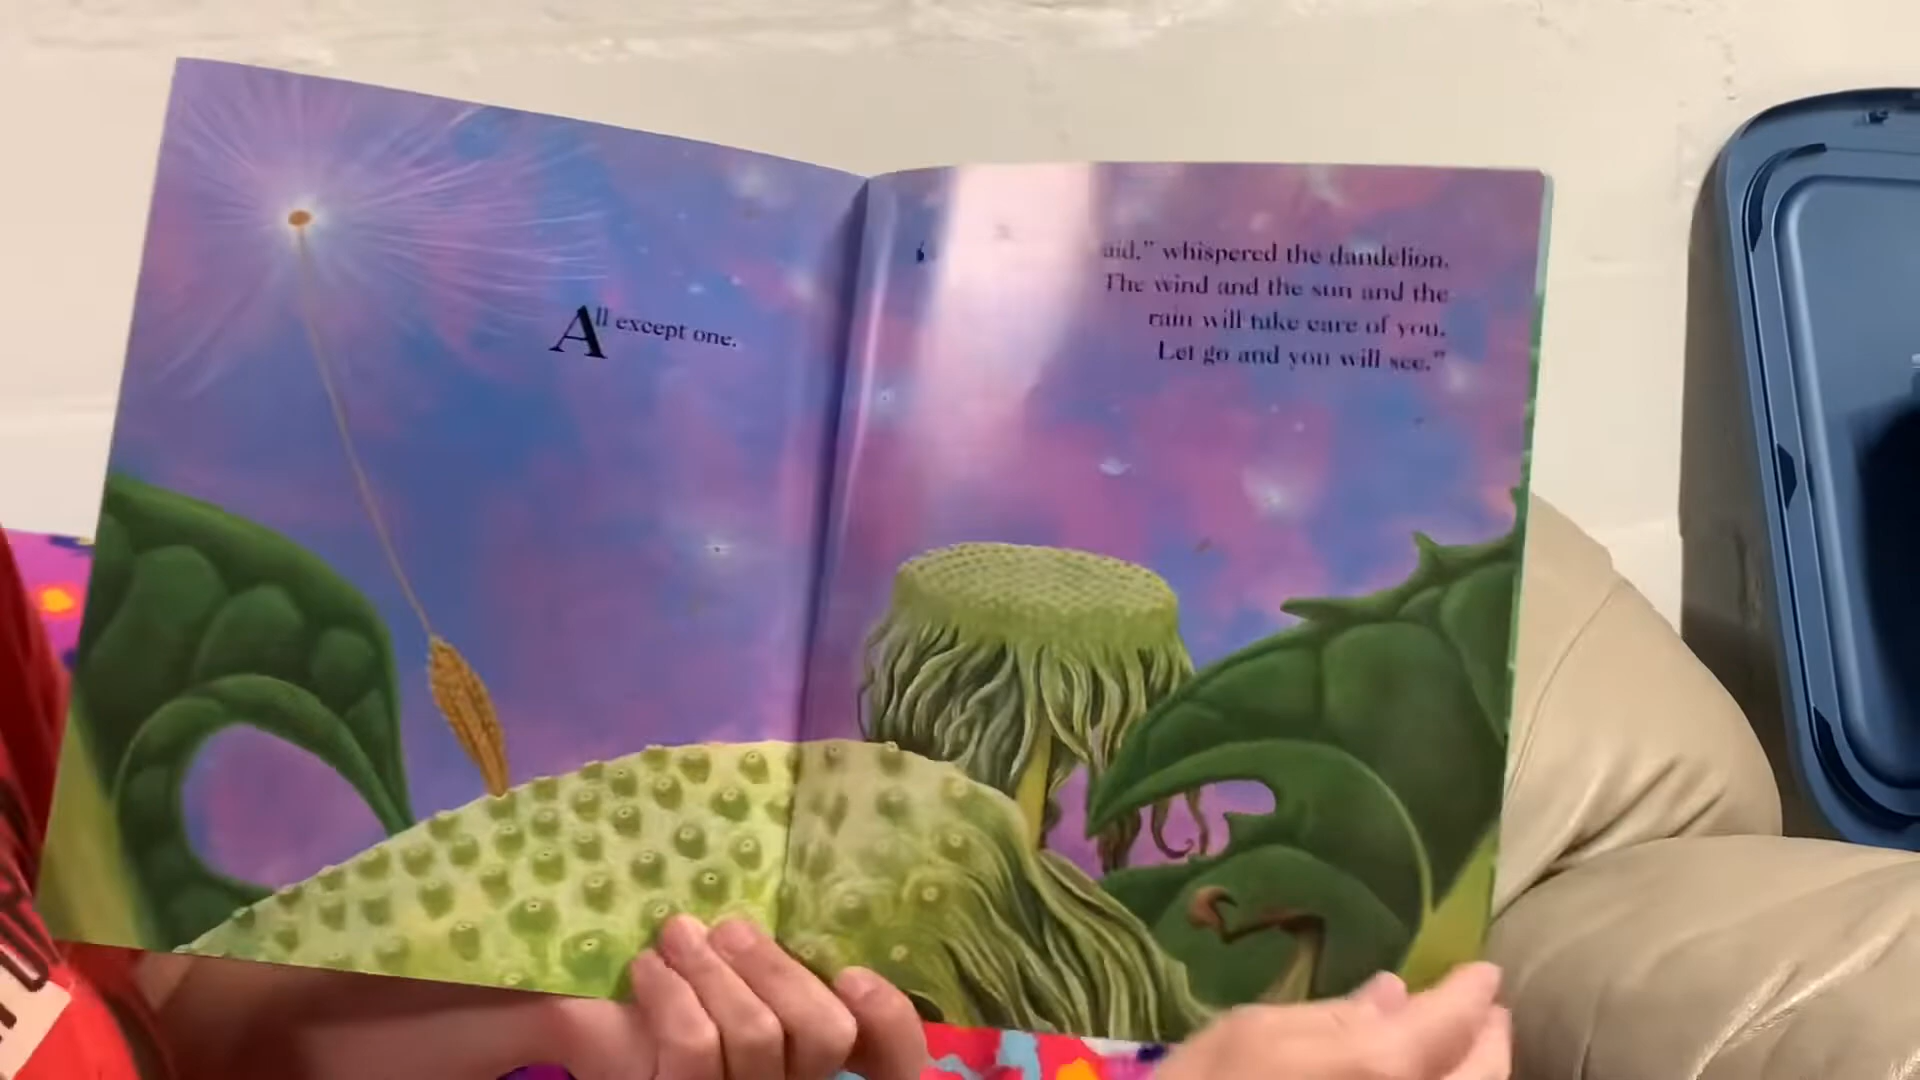 All except one.
whispered the dandelion.
The wind and the sun and the
rain will take care of you.
Let go and you will see."